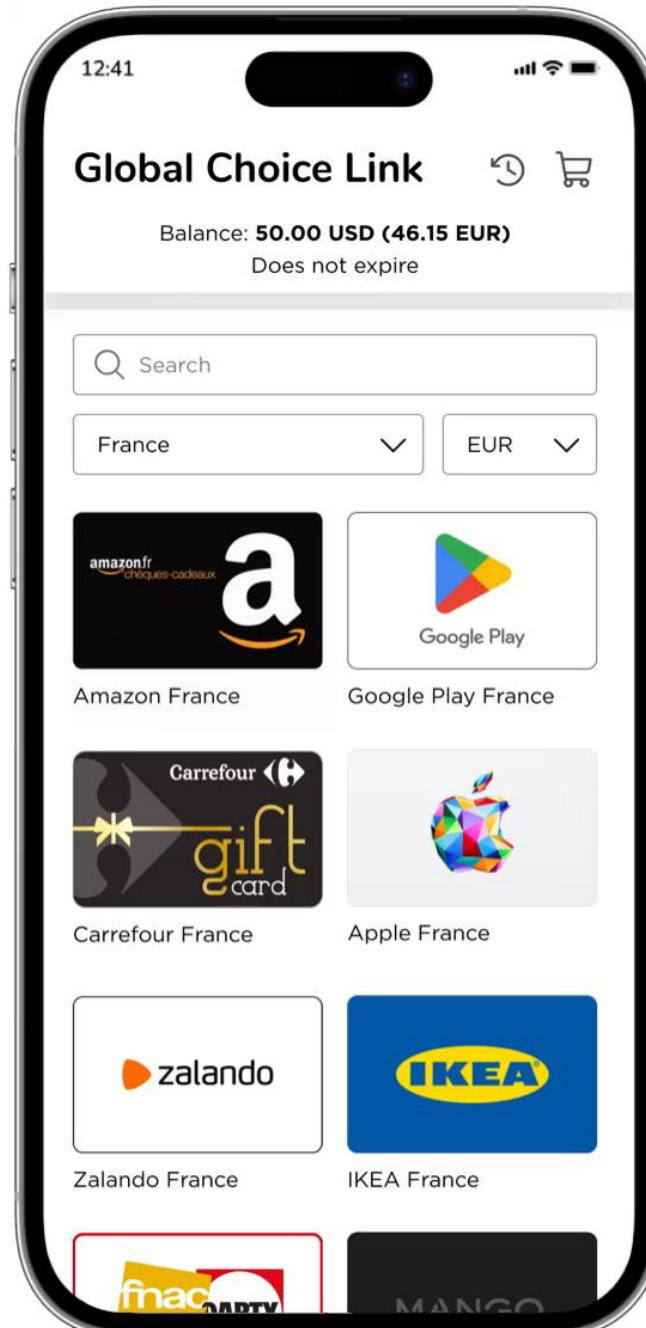 12:41
Global Choice Link
Balance: 50.00 USD (46.15 EUR)
Does not expire
Search
France
EUR
amazon.fr
chèques-cadeaux
a
Google Play
Amazon France
Google Play France
Carrefour
gift
card
Carrefour France
Apple France
zalando
IKEA
Zalando France
IKEA France
fnac
DARTY
MANGO